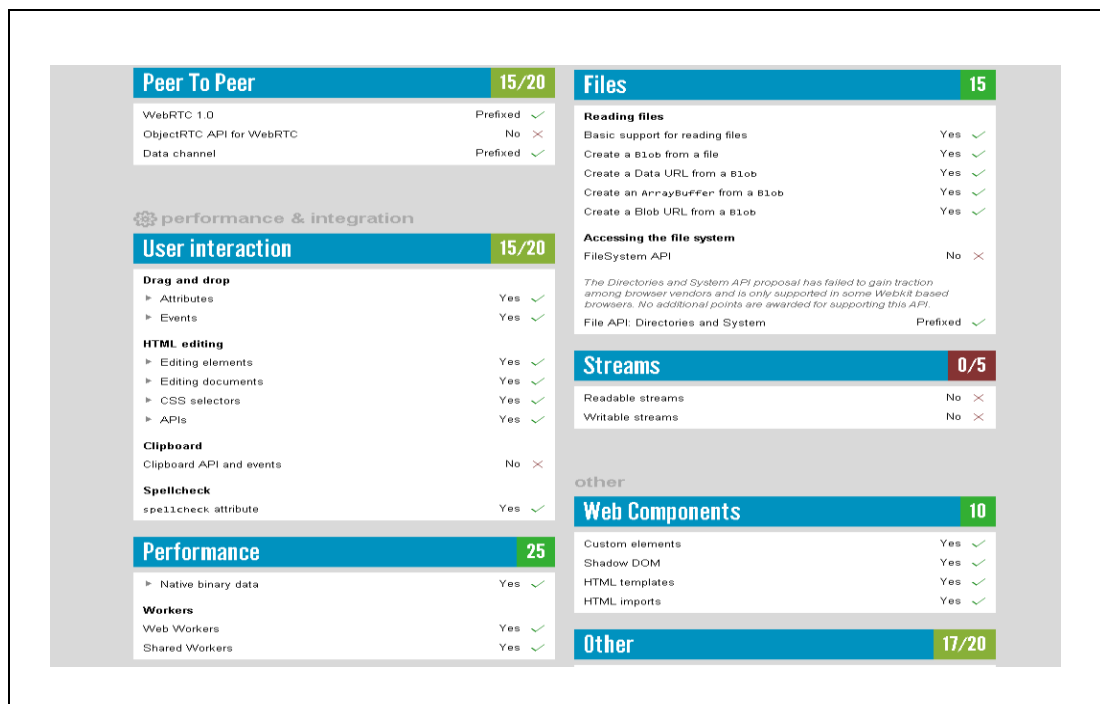 Peer To Peer 15/20
WebRTC 1.0 Prefixed ✓
ObjectRTC API for WebRTC No ✕
Data channel Prefixed ✓
performance & integration
User interaction 15/20
Drag and drop
► Attributes Yes ✓
► Events Yes ✓
HTML editing
► Editing elements Yes ✓
► Editing documents Yes ✓
► CSS selectors Yes ✓
► APIs Yes ✓
Clipboard
Clipboard API and events No ✕
Spellcheck
spellcheck attribute Yes ✓
Performance 25
► Native binary data Yes ✓
Workers
Web Workers Yes ✓
Shared Workers Yes ✓
Files 15
Reading files
Basic support for reading files Yes ✓
Create a Blob from a file Yes ✓
Create a Data URL from a Blob Yes ✓
Create an ArrayBuffer from a Blob Yes ✓
Create a Blob URL from a Blob Yes ✓
Accessing the file system
FileSystem API No ✕
The Directories and System API proposal has failed to gain traction
among browser vendors and is only supported in some Webkit based
browsers. No additional points are awarded for supporting this API.
File API: Directories and System Prefixed ✓
Streams 0/5
Readable streams No ✕
Writable streams No ✕
other
Web Components 10
Custom elements Yes ✓
Shadow DOM Yes ✓
HTML templates Yes ✓
HTML imports Yes ✓
Other 17/20